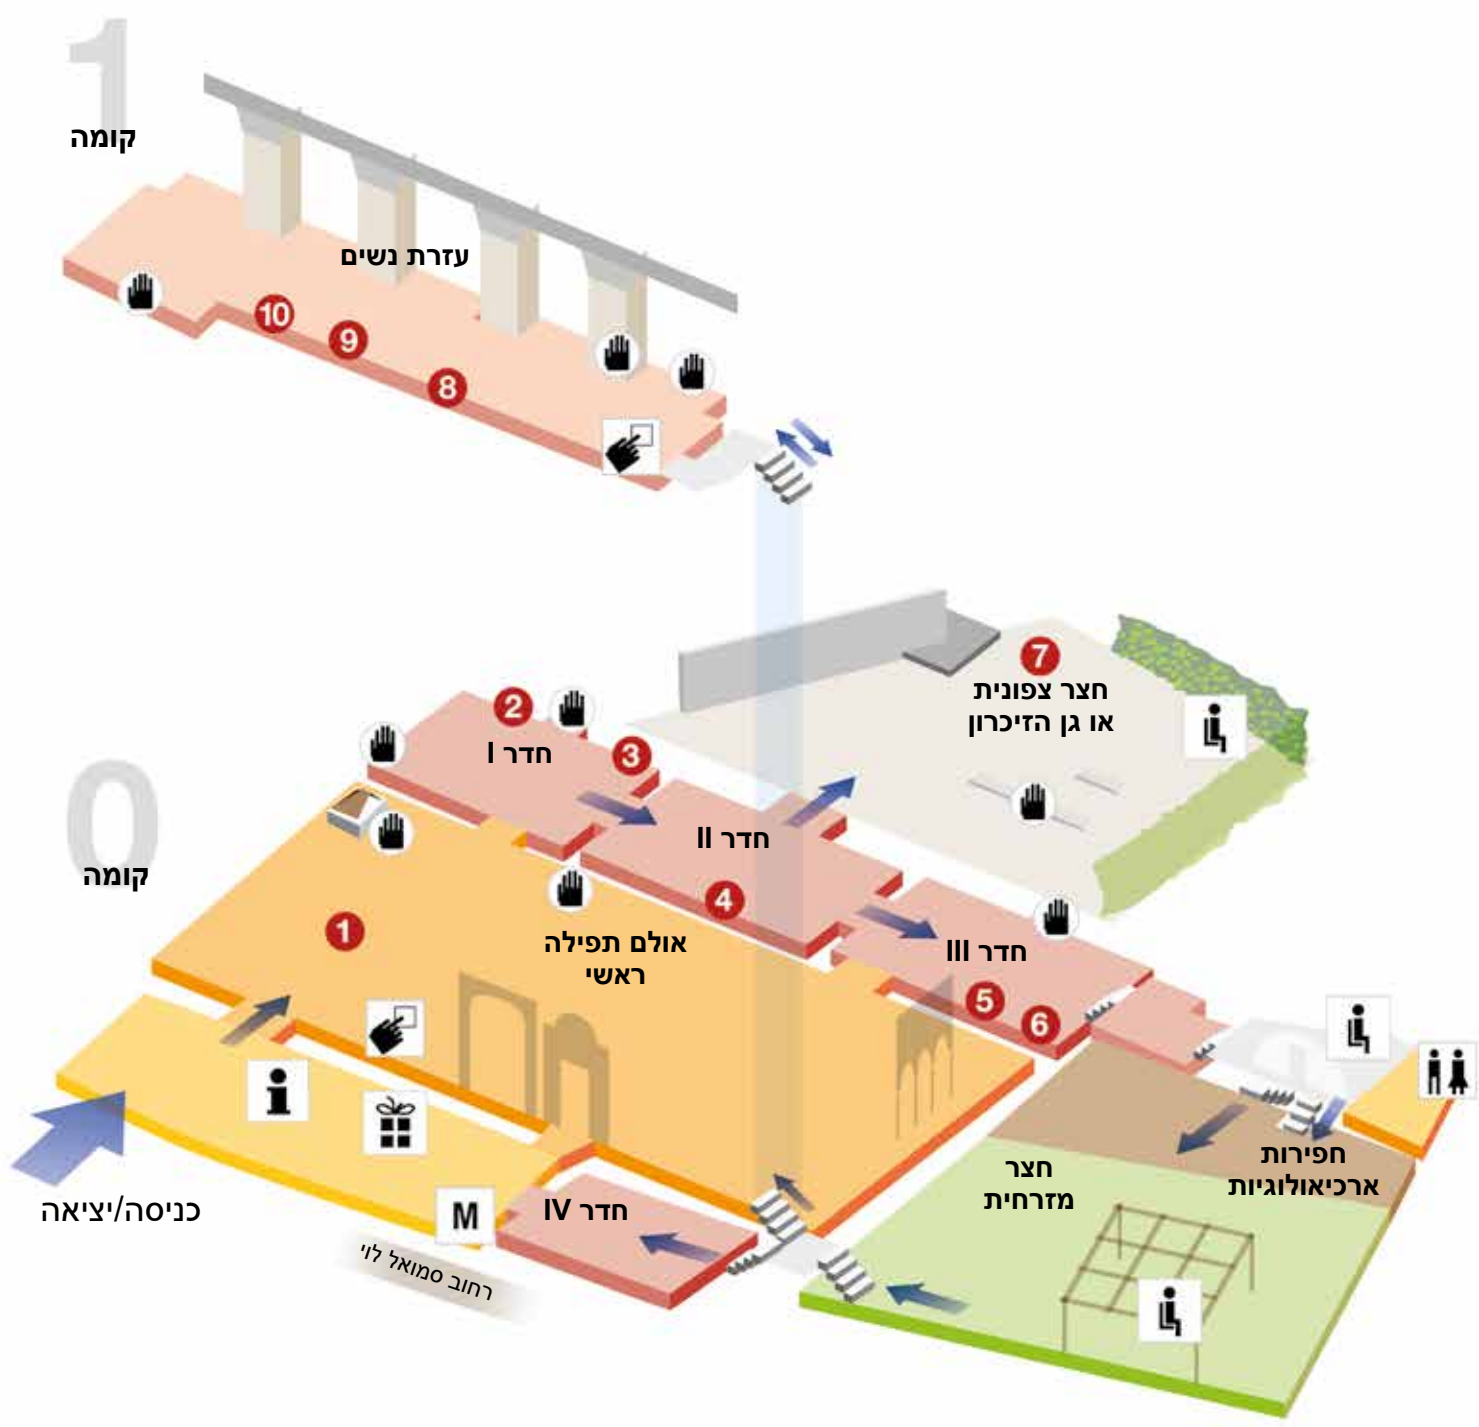 1
קומה
עזרת נשים
10
9
8
7
חצר צפונית
או גן הזיכרון
2
חדר I
3
0
קומה
חדר II
4
1
אולם תפילה
ראשי
חדר III
5
6
חפירות
ארכיאולוגיות
חצר
מזרחית
כניסה/יציאה
M
חדר IV
רחוב סמואל לוי